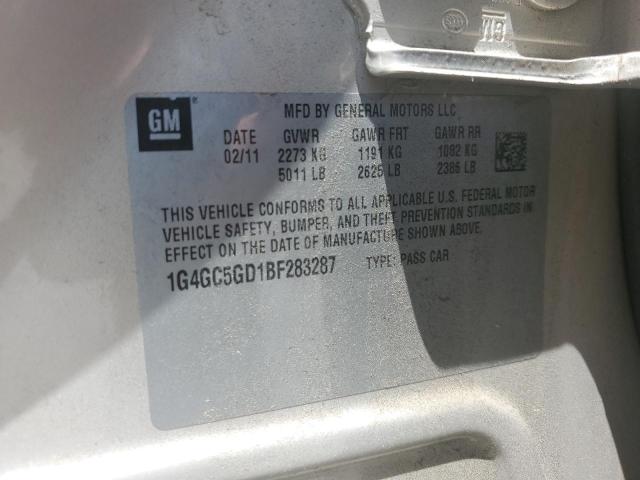 GM
MFD BY GENERAL MOTORS LLC
DATE GVWR GAWR FRT GAWR RR
02/11 2273 KG 1191 KG 1082 KG
5011 LB 2625 LB 2386 LB
THIS VEHICLE CONFORMS TO ALL APPLICABLE U.S. FEDERAL MOTOR
VEHICLE SAFETY, BUMPER, AND THEFT PREVENTION STANDARDS IN
EFFECT ON THE DATE OF MANUFACTURE SHOWN ABOVE.
1G4GC5GD1BF283287 TYPE: PASS CAR